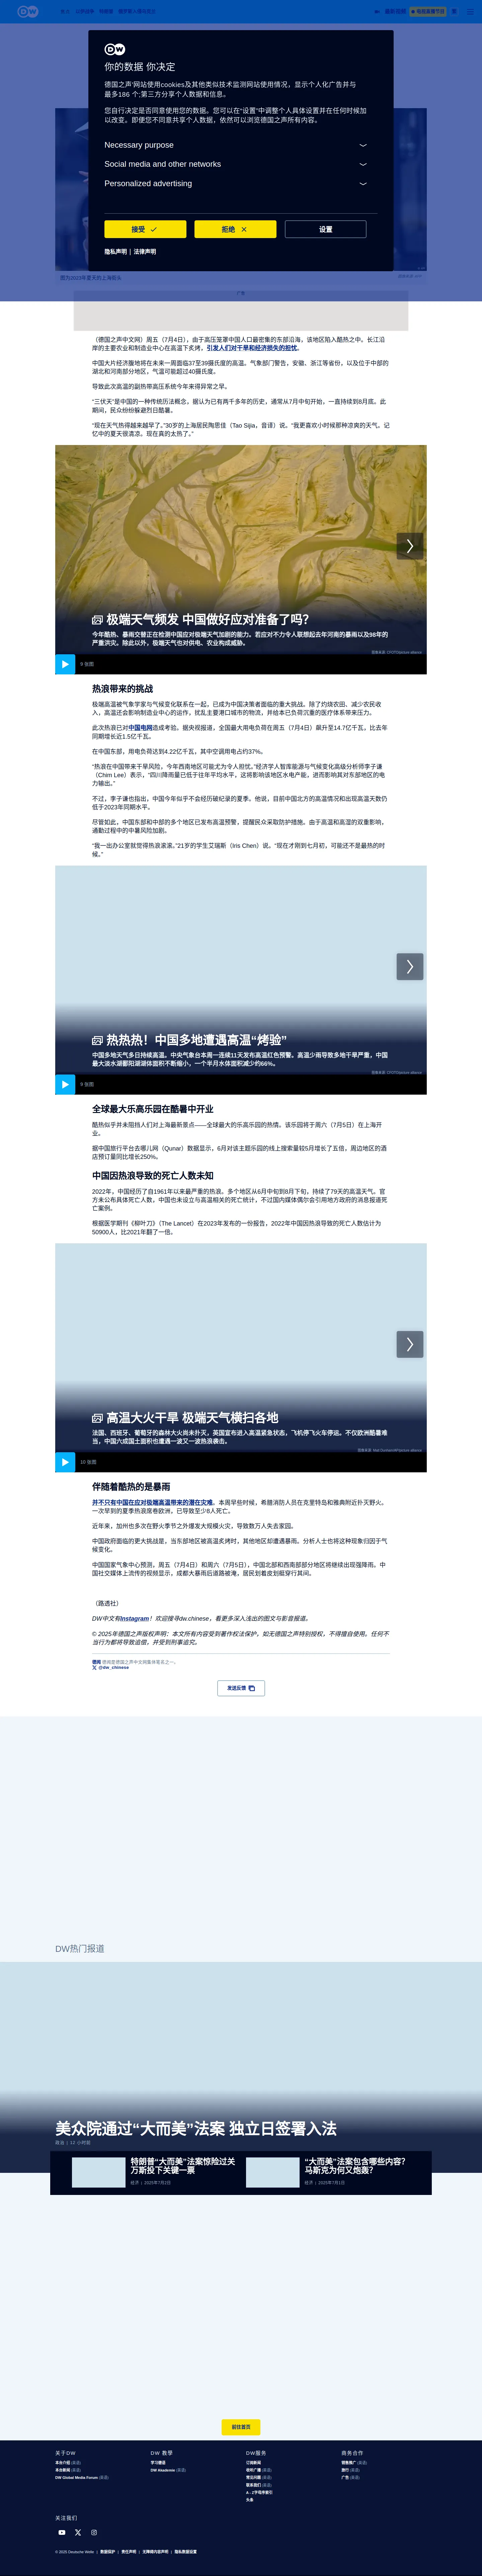 DW
你的数据 你决定
德国之声网站使用cookies及其他类似技术监测网站使用情况，显示个人化广告并与
最多186 个;第三方分享个人数据和信息。
您自行决定是否同意使用您的数据。您可以在“设置”中调整个人具体设置并在任何时候加
以改变。即便您不同意共享个人数据，依然可以浏览德国之声所有内容。
Necessary purpose
Social media and other networks
Personalized advertising
接受
拒绝
设置
隐私声明 | 法律声明
图为2023年夏天的上海街头
广告
（德国之声中文网）周五（7月4日），由于高压笼罩中国人口最密集的东部沿海，该地区陷入酷热之中。长江沿
岸的主要农业和制造业中心在高温下炙烤，引发人们对干旱和经济损失的担忧。
中国大片经济腹地将在未来一周面临37至39摄氏度的高温。气象部门警告，安徽、浙江等省份，以及位于中部的
湖北和河南部分地区，气温可能超过40摄氏度。
导致此次高温的副热带高压系统今年来得异常之早。
“三伏天”是中国的一种传统历法概念，据认为已有两千多年的历史，通常从7月中旬开始，一直持续到8月底。此
期间，民众纷纷躲避烈日酷暑。
“现在天气热得越来越早了。”30岁的上海居民陶思佳（Tao Sijia，音译）说。“我更喜欢小时候那种凉爽的天气。记
忆中的夏天很清凉。现在真的太热了。”
极端天气频发 中国做好应对准备了吗？
今年酷热、暴雨交替正在检测中国应对极端天气加剧的能力。若应对不力令人联想起去年河南的暴雨以及98年的
严重洪灾。除此以外，极端天气也对供电、农业构成威胁。
9 张图
热浪带来的挑战
极端高温被气象学家与气候变化联系在一起，已成为中国决策者面临的重大挑战。除了灼烧农田、减少农民收
入，高温还会影响制造业中心的运作，扰乱主要港口城市的物流，并给本已负荷沉重的医疗体系带来压力。
此次热浪已对中国电网造成考验。据央视报道，全国最大用电负荷在周五（7月4日）飙升至14.7亿千瓦，比去年
同期增长近1.5亿千瓦。
在中国东部，用电负荷达到4.22亿千瓦，其中空调用电占约37%。
“热浪在中国带来干旱风险，今年西南地区可能尤为令人担忧。”经济学人智库能源与气候变化高级分析师李子谦
（Chim Lee）表示，“四川降雨量已低于往年平均水平，这将影响该地区水电产能，进而影响其对东部地区的电
力输出。”
不过，李子谦也指出，中国今年似乎不会经历破纪录的夏季。他说，目前中国北方的高温情况和出现高温天数仍
低于2023年同期水平。
尽管如此，中国东部和中部的多个地区已发布高温预警，提醒民众采取防护措施。由于高温和高湿的双重影响，
通勤过程中的中暑风险加剧。
“我一出办公室就觉得热浪滚滚。”21岁的学生艾瑞斯（Iris Chen）说。“现在才刚到七月初，可能还不是最热的时
候。”
热热热！中国多地遭遇高温“烤验”
中国多地天气多日持续高温。中央气象台本周一连续11天发布高温红色预警。高温少雨导致多地干旱严重，中国
最大淡水湖鄱阳湖湖体面积不断缩小，一个半月水体面积减少约66%。
9 张图
全球最大乐高乐园在酷暑中开业
酷热似乎并未阻挡人们对上海最新景点——全球最大的乐高乐园的热情。该乐园将于周六（7月5日）在上海开
业。
据中国旅行平台去哪儿网（Qunar）数据显示，6月对该主题乐园的线上搜索量较5月增长了五倍，周边地区的酒
店预订量同比增长250%。
中国因热浪导致的死亡人数未知
2022年，中国经历了自1961年以来最严重的热浪。多个地区从6月中旬到8月下旬，持续了79天的高温天气。官
方未公布具体死亡人数，中国也未设立与高温相关的死亡统计，不过国内媒体偶尔会引用地方政府的消息报道死
亡案例。
根据医学期刊《柳叶刀》（The Lancet）在2023年发布的一份报告，2022年中国因热浪导致的死亡人数估计为
50900人，比2021年翻了一倍。
高温大火干旱 极端天气横扫各地
法国、西班牙、葡萄牙的森林大火尚未扑灭，英国宣布进入高温紧急状态，飞机停飞火车停运。不仅欧洲酷暑难
当，中国六成国土面积也遭遇一波又一波热浪袭击。
10 张图
伴随着酷热的是暴雨
并不只有中国在应对极端高温带来的潜在灾难。本周早些时候，希腊消防人员在克里特岛和雅典附近扑灭野火。
一次早到的夏季热浪席卷欧洲，已导致至少8人死亡。
近年来，加州也多次在野火季节之外爆发大规模火灾，导致数万人失去家园。
中国政府面临的更大挑战是，当东部地区被高温炙烤时，其他地区却遭遇暴雨。分析人士也将这种现象归因于气
候变化。
中国国家气象中心预测，周五（7月4日）和周六（7月5日），中国北部和西南部部分地区将继续出现强降雨。中
国社交媒体上流传的视频显示，成都大暴雨后道路被淹，居民划着皮划艇穿行其间。
（路透社）
DW中文有Instagram！欢迎搜寻dw.chinese，看更多深入浅出的图文与影音报道。
© 2025年德国之声版权声明：本文所有内容受到著作权法保护，如无德国之声特别授权，不得擅自使用。任何不
当行为都将导致追偿，并受到刑事追究。
@dw_chinese
发送反馈
DW热门报道
美众院通过“大而美”法案 独立日签署入法
政治 | 12 小时前
特朗普“大而美”法案惊险过关
万斯投下关键一票
经济 | 2025年7月2日
“大而美”法案包含哪些内容？
马斯克为何又炮轰？
经济 | 2025年7月1日
前往首页
关于DW
DW 教學
DW服务
商务合作
本台介绍 (英语)
学习德语
订阅新闻
销售推广 (英语)
本台新闻 (英语)
DW Akademie (英语)
收听广播 (英语)
旅行 (英语)
DW Global Media Forum (英语)
常见问题 (英语)
广告 (英语)
联系我们 (英语)
A - Z字母序索引
头条
关注我们
© 2025 Deutsche Welle | 数据保护 | 责任声明 | 无障碍内容声明 | 隐私数据设置